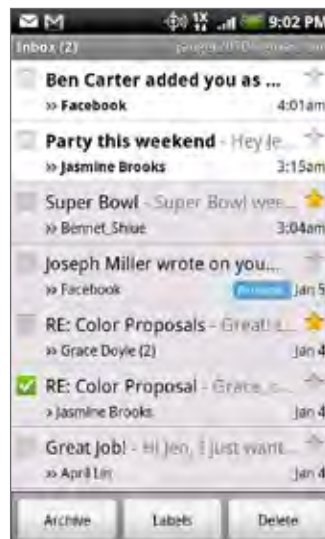 9:02 PM
Inbox (2)
Ben Carter added you as ...
» Facebook 4:01am
Party this weekend - Hey Je...
» Jasmine Brooks 3:15am
Super Bowl - Super Bowl wee...
» Bennet_Shiue 3:04am
Joseph Miller wrote on you...
» Facebook Jan 5
RE: Color Proposals - Great! s...
» Grace Doyle (2) Jan 4
RE: Color Proposal - Grace, s...
› Jasmine Brooks Jan 4
Great Job! - Hi Jen, I just want...
» April Lin Jan 4
Archive Labels Delete